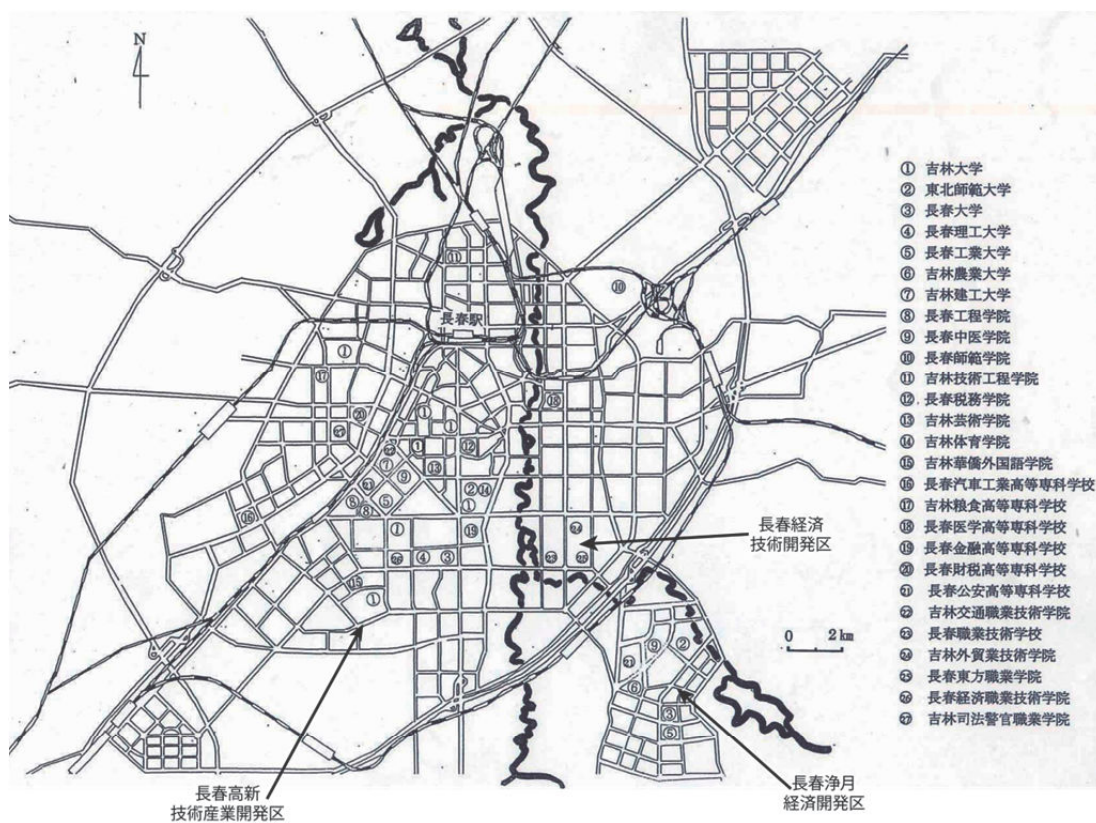 N
長春駅
① 吉林大学
② 東北師範大学
③ 長春大学
④ 長春理工大学
⑤ 長春工業大学
⑥ 吉林農業大学
⑦ 吉林建工大学
⑧ 長春工程学院
⑨ 長春中医学院
⑩ 長春師範学院
⑪ 吉林技術工程学院
⑫ 長春税務学院
⑬ 吉林芸術学院
⑭ 吉林体育学院
⑮ 吉林華僑外国語学院
⑯ 長春汽車工業高等専科学校
⑰ 吉林粮食高等専科学校
⑱ 長春医学高等専科学校
⑲ 長春金融高等専科学校
⑳ 長春財税高等専科学校
㉑ 長春公安高等専科学校
㉒ 吉林交通職業技術学院
㉓ 長春職業技術学校
㉔ 吉林外貿業技術学院
㉕ 長春東方職業学院
㉖ 長春経済職業技術学院
㉗ 吉林司法警官職業学院
長春経済
技術開発区
0 2km
長春高新
技術産業開発区
長春浄月
経済開発区